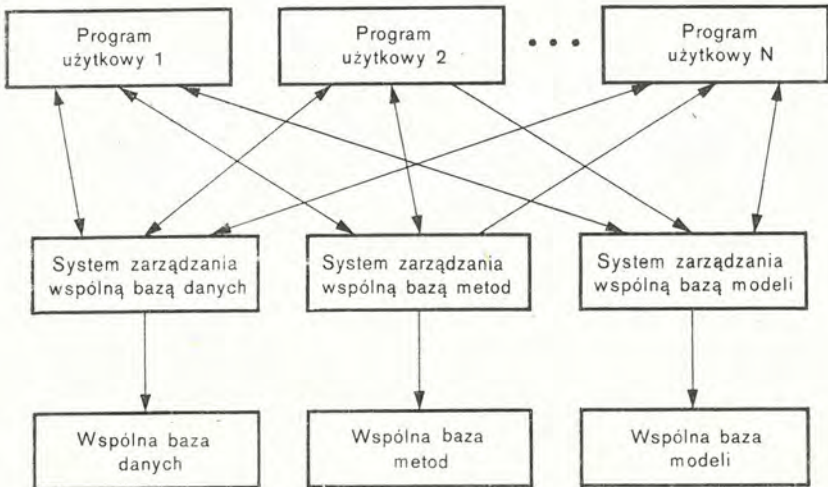 Program
użytkowy 1
Program
użytkowy 2
• • •
Program
użytkowy N
System zarządzania
wspólną bazą danych
System zarządzania
wspólną bazą metod
System zarządzania
wspólną bazą modeli
Wspólna baza
danych
Wspólna baza
metod
Wspólna baza
modeli